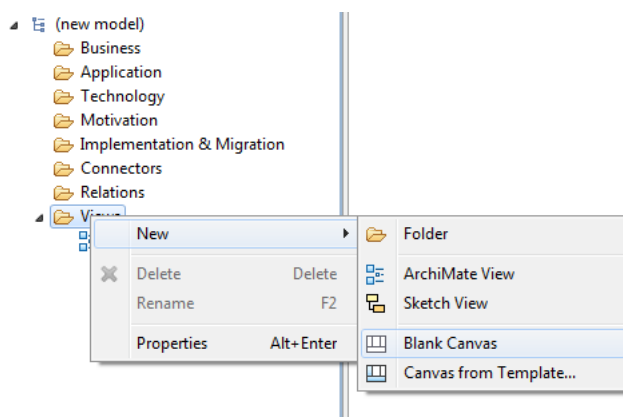 (new model)
Business
Application
Technology
Motivation
Implementation & Migration
Connectors
Relations
Views
New
Folder
Delete Delete
ArchiMate View
Rename F2
Sketch View
Properties Alt+Enter
Blank Canvas
Canvas from Template...